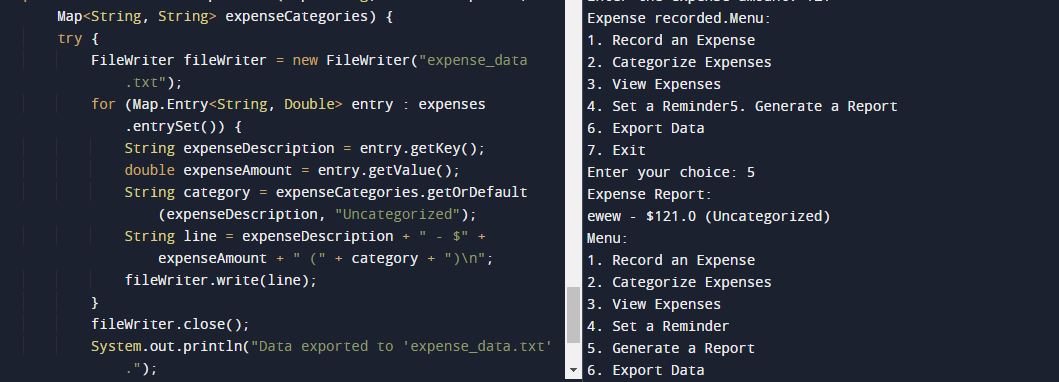 Map<String, String> expenseCategories) {
try {
FileWriter fileWriter = new FileWriter("expense_data
.txt");
for (Map.Entry<String, Double> entry : expenses
.entrySet()) {
String expenseDescription = entry.getKey();
double expenseAmount = entry.getValue();
String category = expenseCategories.getOrDefault
(expenseDescription, "Uncategorized");
String line = expenseDescription + " - $" +
expenseAmount + " (" + category + ")\n";
fileWriter.write(line);
}
fileWriter.close();
System.out.println("Data exported to 'expense_data.txt'
.");
Expense recorded.Menu:
1. Record an Expense
2. Categorize Expenses
3. View Expenses
4. Set a Reminder5. Generate a Report
6. Export Data
7. Exit
Enter your choice: 5
Expense Report:
ewew - $121.0 (Uncategorized)
Menu:
1. Record an Expense
2. Categorize Expenses
3. View Expenses
4. Set a Reminder
5. Generate a Report
6. Export Data